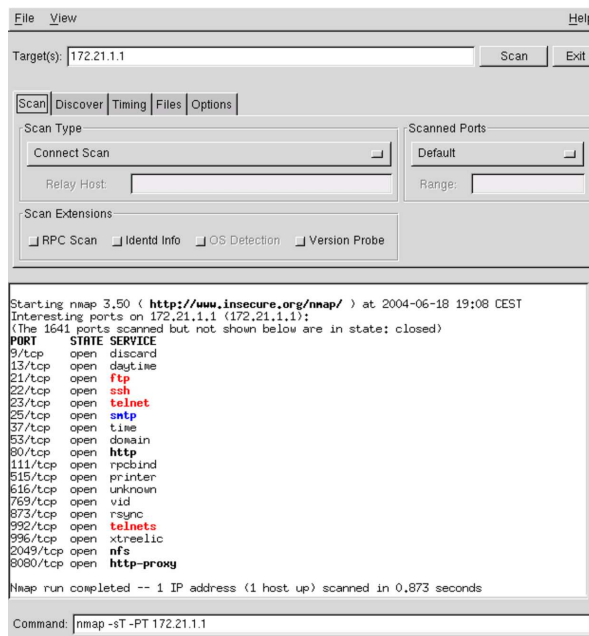 File View Help
Target(s): 172.21.1.1 Scan Exit
Scan Discover Timing Files Options
Scan Type Scanned Ports
Connect Scan Default
Relay Host: Range:
Scan Extensions
RPC Scan Identd Info OS Detection Version Probe
Starting nmap 3.50 ( http://www.insecure.org/nmap/ ) at 2004-06-18 19:08 CEST
Interesting ports on 172.21.1.1 (172.21.1.1):
(The 1641 ports scanned but not shown below are in state: closed)
PORT STATE SERVICE
9/tcp open discard
13/tcp open daytime
21/tcp open ftp
22/tcp open ssh
23/tcp open telnet
25/tcp open smtp
37/tcp open time
53/tcp open domain
80/tcp open http
111/tcp open rpcbind
515/tcp open printer
616/tcp open unknown
769/tcp open vid
873/tcp open rsync
992/tcp open telnets
996/tcp open xtreelic
2049/tcp open nfs
8080/tcp open http-proxy
Nmap run completed -- 1 IP address (1 host up) scanned in 0.873 seconds
Command: nmap -sT -PT 172.21.1.1